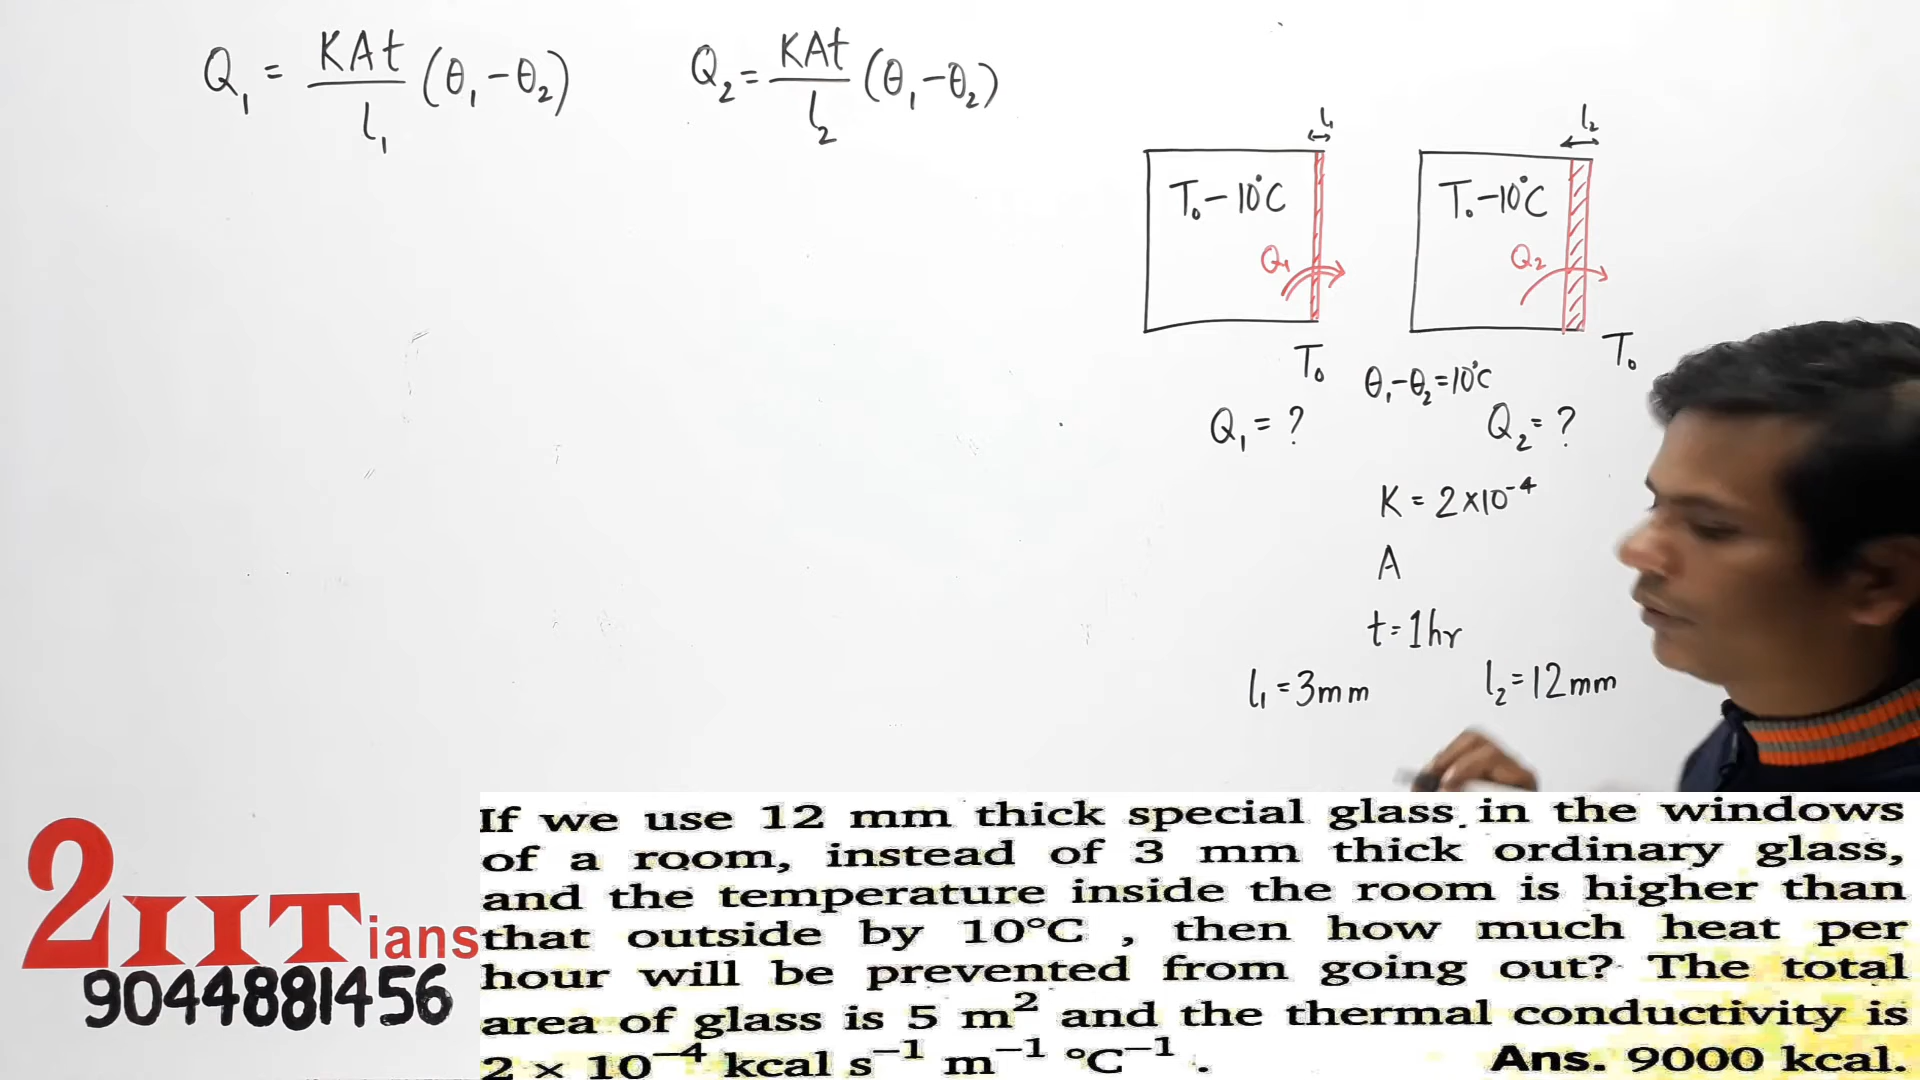 Q₁ = KAt/l₁ (θ₁-θ₂)
Q₂ = KAt/l₂ (θ₁-θ₂)
l₁
l₂
T₀-10°C
T₀-10°C
Q₁
Q₂
T₀
T₀
θ₁-θ₂=10°C
Q₁ = ?
Q₂ = ?
K = 2×10⁻⁴
A
t = 1hr
l₁ = 3mm
l₂ = 12mm
2IITians
9044881456
If we use 12 mm thick special glass in the windows
of a room, instead of 3 mm thick ordinary glass,
and the temperature inside the room is higher than
that outside by 10°C , then how much heat per
hour will be prevented from going out? The total
area of glass is 5 m² and the thermal conductivity is
2 × 10⁻⁴ kcal s⁻¹ m⁻¹ °C⁻¹ . Ans. 9000 kcal.